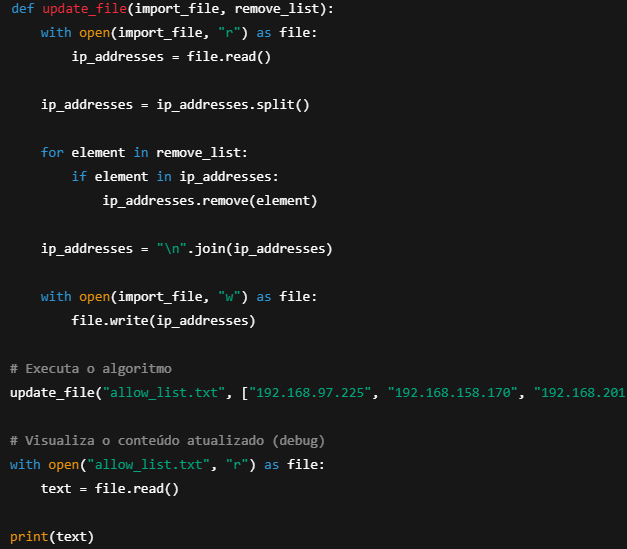 def update_file(import_file, remove_list):
    with open(import_file, "r") as file:
        ip_addresses = file.read()

    ip_addresses = ip_addresses.split()

    for element in remove_list:
        if element in ip_addresses:
            ip_addresses.remove(element)

    ip_addresses = "\n".join(ip_addresses)

    with open(import_file, "w") as file:
        file.write(ip_addresses)

# Executa o algoritmo
update_file("allow_list.txt", ["192.168.97.225", "192.168.158.170", "192.168.201

# Visualiza o conteúdo atualizado (debug)
with open("allow_list.txt", "r") as file:
    text = file.read()

print(text)